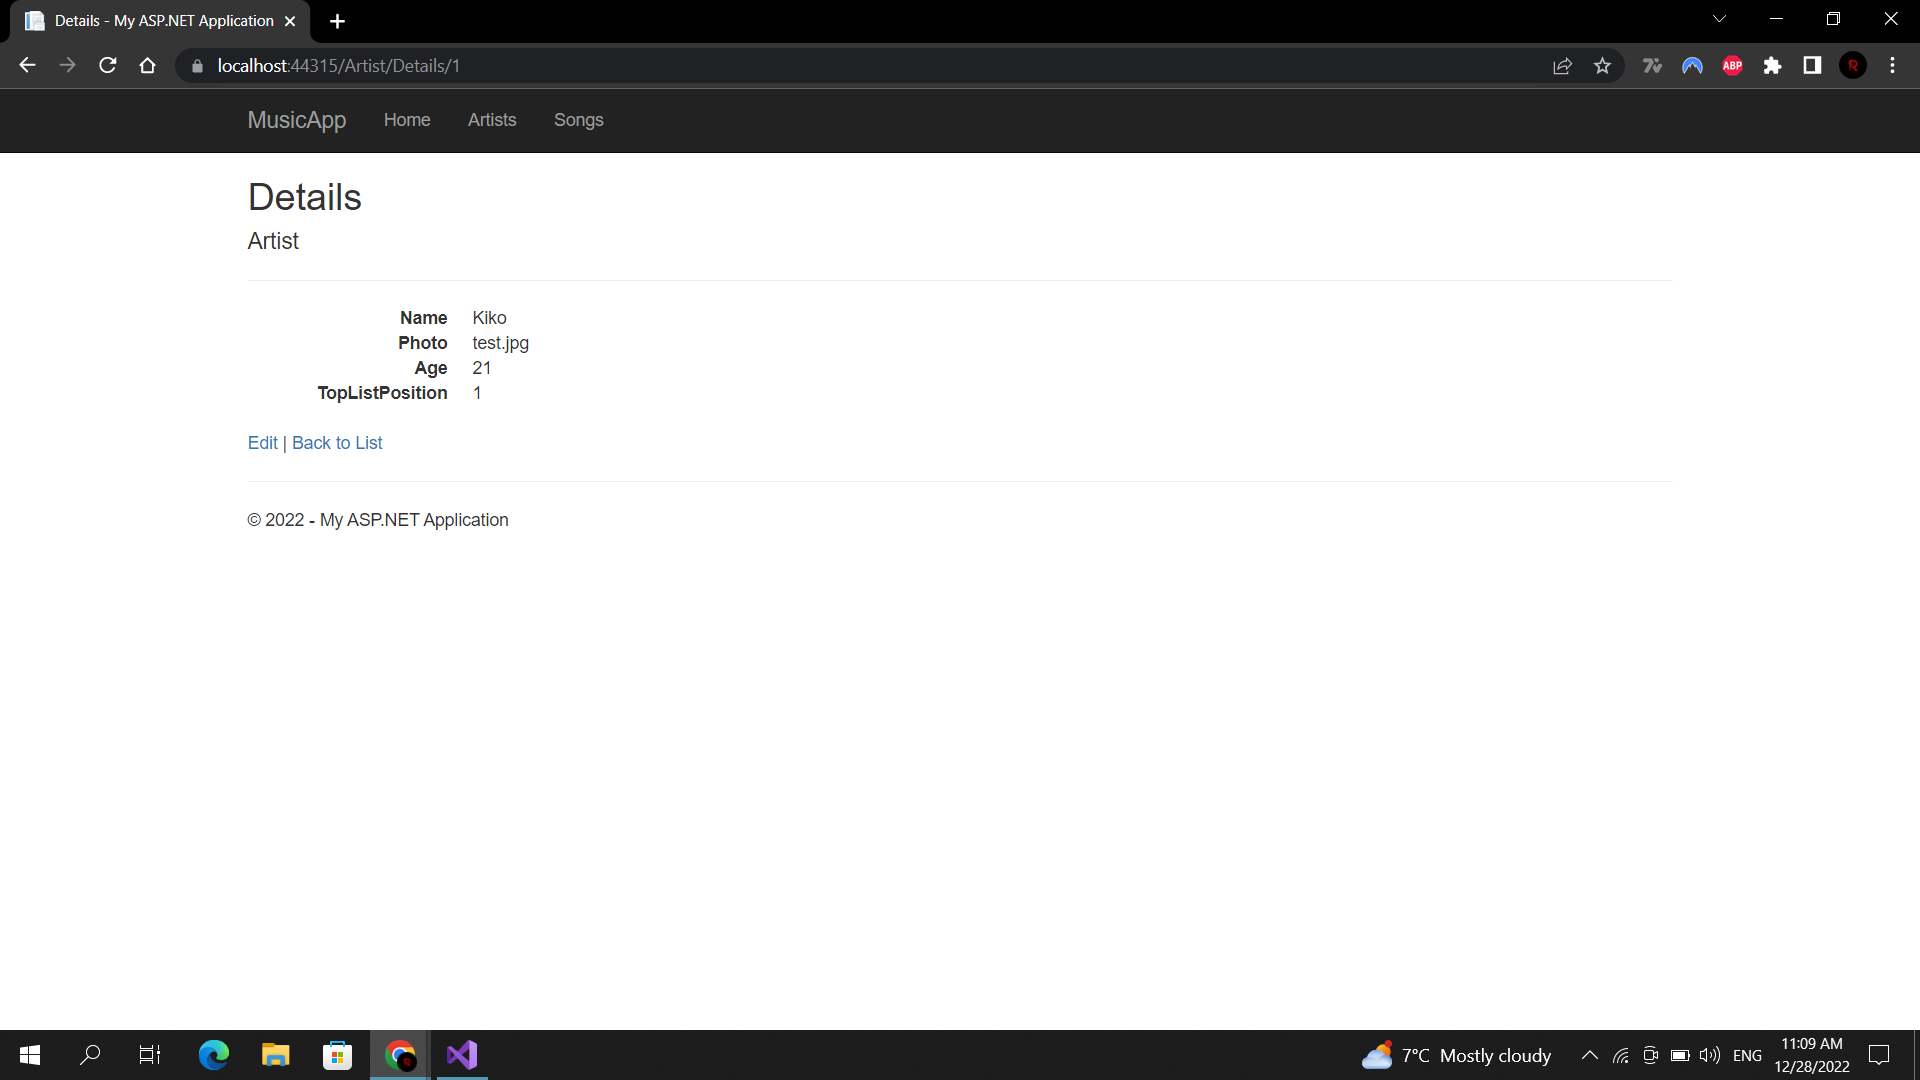 Details - My ASP.NET Application
localhost:44315/Artist/Details/1
ABP
R
MusicApp Home Artists Songs
Details
Artist
Name Kiko
Photo test.jpg
Age 21
TopListPosition 1
Edit | Back to List
© 2022 - My ASP.NET Application
7°C Mostly cloudy
ENG
11:09 AM
12/28/2022